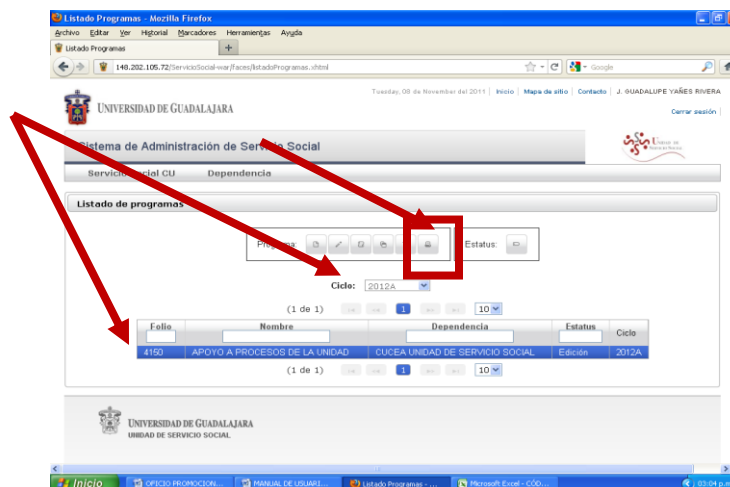 Listado Programas - Mozilla Firefox
Archivo Editar Ver Historial Marcadores Herramientas Ayuda
Listado Programas +
148.202.105.72/ServicioSocial-war/faces/listadoProgramas.xhtml Google
Tuesday, 08 de November del 2011 | Inicio | Mapa de sitio | Contacto | J. GUADALUPE YAÑES RIVERA
UNIVERSIDAD DE GUADALAJARA
Cerrar sesión
Sistema de Administración de Servicio Social
Servicio Social CU Dependencia
Listado de programas
Programa: Estatus:
Ciclo: 2012A
(1 de 1) 1 10
Folio Nombre Dependencia Estatus Ciclo
4150 APOYO A PROCESOS DE LA UNIDAD CUCEA UNIDAD DE SERVICIO SOCIAL Edición 2012A
(1 de 1) 1 10
UNIVERSIDAD DE GUADALAJARA
UNIDAD DE SERVICIO SOCIAL
Inicio OFICIO PROMOCION... MANUAL DE USUARI... Listado Programas - ... Microsoft Excel - CÓD... 03:04 p.m.